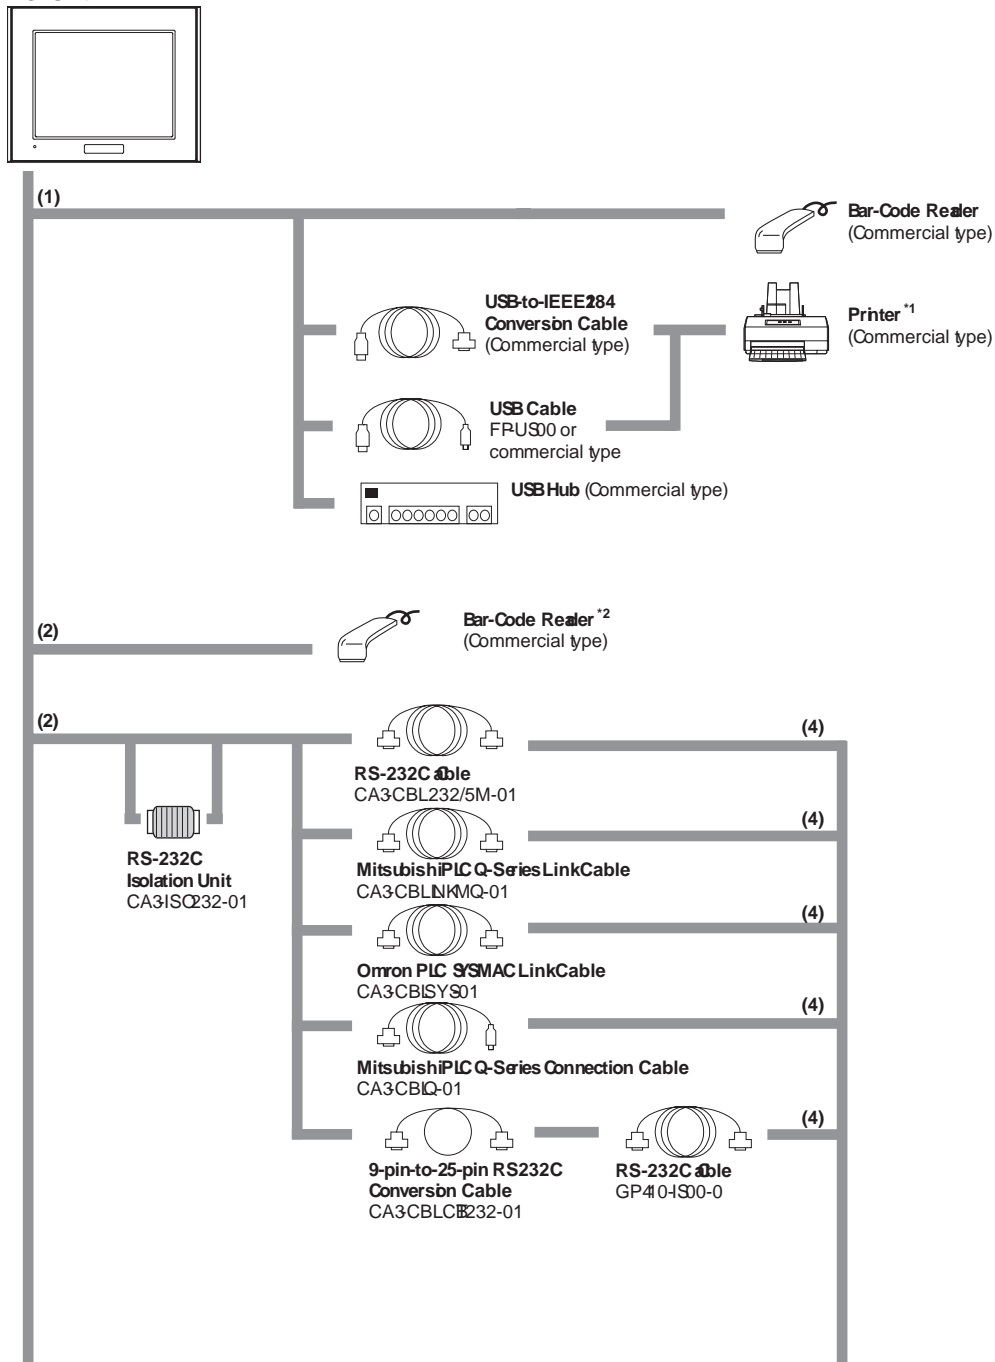 (1)
Bar-Code Reader
(Commercial type)
USB-to-IEEE1284
Conversion Cable
(Commercial type)
Printer *1
(Commercial type)
USB Cable
FP-US00 or
commercial type
USB Hub (Commercial type)
(2)
Bar-Code Reader *2
(Commercial type)
(2)
(4)
RS-232C Cable
CA3-CBL232/5M-01
(4)
RS-232C
Isolation Unit
CA3-ISO232-01
Mitsubishi PLC Q-Series Link Cable
CA3-CBLLNKMQ-01
(4)
Omron PLC SYSMAC Link Cable
CA3-CBLSYS-01
(4)
Mitsubishi PLC Q-Series Connection Cable
CA3-CBLQ-01
(4)
9-pin-to-25-pin RS232C
Conversion Cable
CA3-CBLCBT232-01
RS-232C Cable
GP410-IS00-0